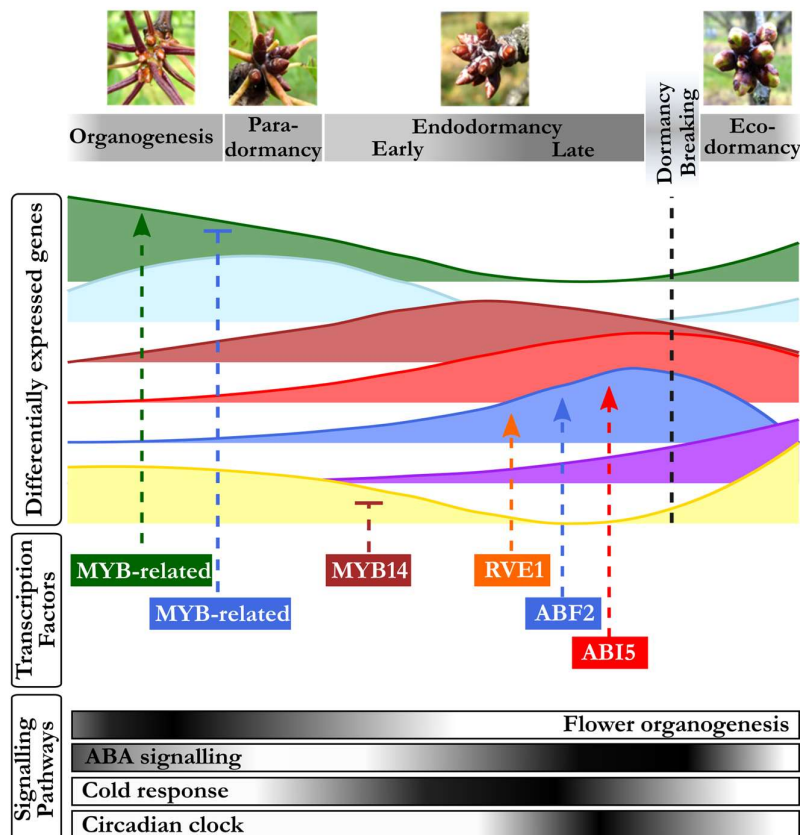 Organogenesis
Para-
dormancy
Endodormancy
Early
Late
Dormancy
Breaking
Eco-
dormancy
Differentially expressed genes
Transcription
Factors
MYB-related
MYB-related
MYB14
RVE1
ABF2
ABI5
Signalling
Pathways
Flower organogenesis
ABA signalling
Cold response
Circadian clock